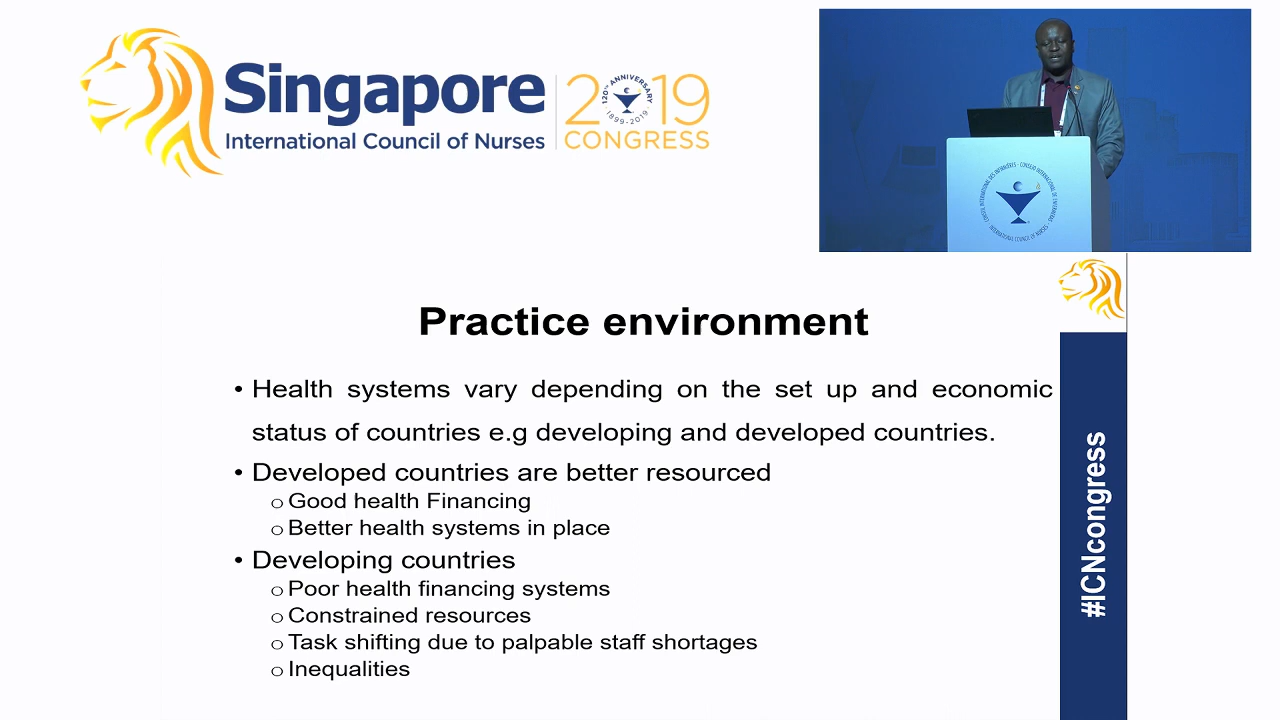 Singapore
International Council of Nurses
2019
120TH ANNIVERSARY
1899-2019
CONGRESS
Practice environment
• Health systems vary depending on the set up and economic
status of countries e.g developing and developed countries.
• Developed countries are better resourced
o Good health Financing
o Better health systems in place
• Developing countries
o Poor health financing systems
o Constrained resources
o Task shifting due to palpable staff shortages
o Inequalities
#ICNcongress